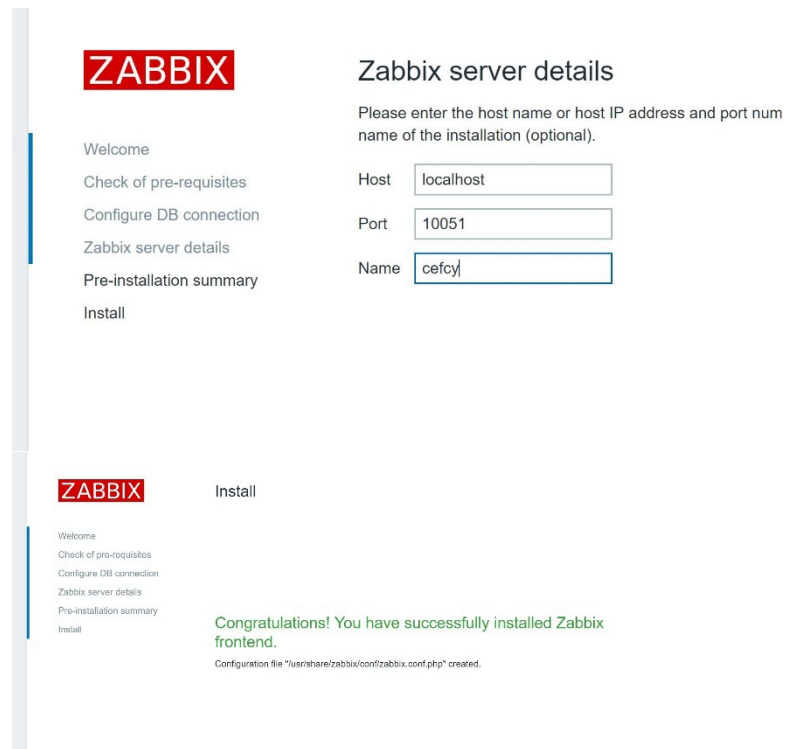 ZABBIX
Zabbix server details
Please enter the host name or host IP address and port num
name of the installation (optional).
Welcome
Check of pre-requisites
Configure DB connection
Zabbix server details
Pre-installation summary
Install
Host localhost
Port 10051
Name cefcy
ZABBIX
Install
Welcome
Check of pre-requisites
Configure DB connection
Zabbix server details
Pre-installation summary
Install
Congratulations! You have successfully installed Zabbix
frontend.
Configuration file "/usr/share/zabbix/conf/zabbix.conf.php" created.